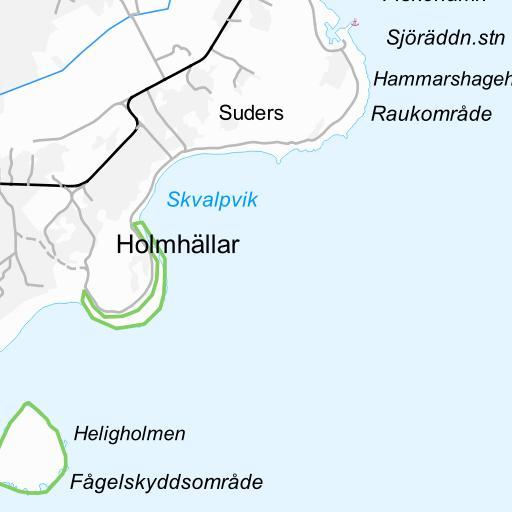 Sjöräddn.stn
Hammarshageh
Raukområde
Suders
Skvalpvik
Holmhällar
Heligholmen
Fågelskyddsområde